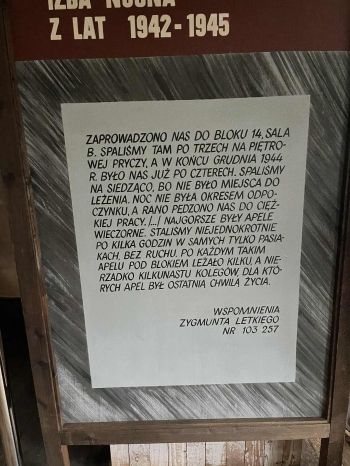 IZBA NOCNA
Z LAT 1942-1945
ZAPROWADZONO NAS DO BLOKU 14, SALA
B. SPALIŚMY TAM PO TRZECH NA PIĘTRO-
WEJ PRYCZY, A W KOŃCU GRUDNIA 1944
R. BYŁO NAS JUŻ PO CZTERECH. SPALIŚMY
NA SIEDZĄCO, BO NIE BYŁO MIEJSCA DO
LEŻENIA. NOC NIE BYŁA OKRESEM ODPO-
CZYNKU, A RANO PĘDZONO NAS DO CIĘŻ-
KIEJ PRACY. /.../ NAJGORSZE BYŁY APELE
WIECZORNE. STALIŚMY NIEJEDNOKROTNIE
PO KILKA GODZIN W SAMYCH TYLKO PASIA-
KACH, BEZ RUCHU. PO KAŻDYM TAKIM
APELU POD BLOKIEM LEŻAŁO KILKU, A NIE-
RZADKO KILKUNASTU KOLEGÓW, DLA KTÓ-
RYCH APEL BYŁ OSTATNIĄ CHWILĄ ŻYCIA.
WSPOMNIENIA
ZYGMUNTA LETKIEGO
NR 103 257